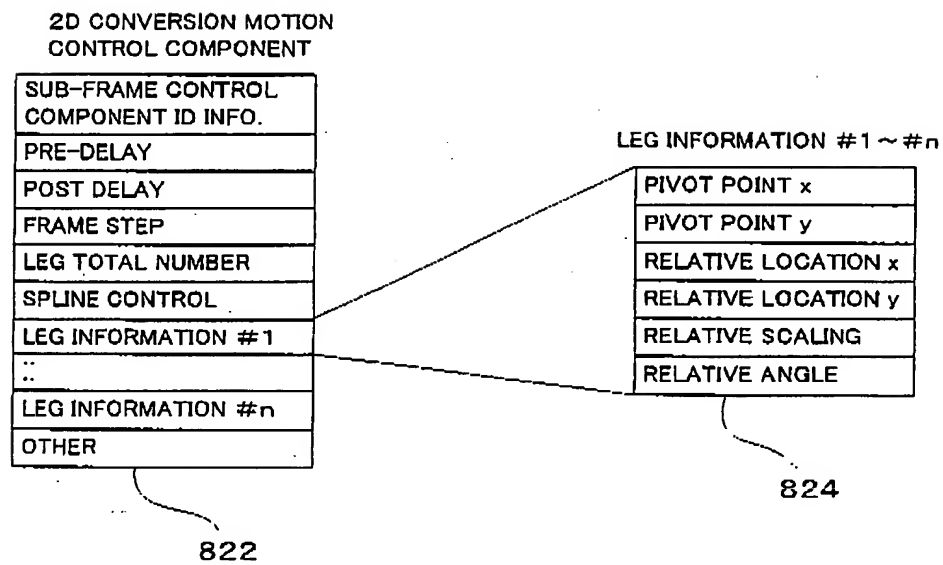 2D CONVERSION MOTION
CONTROL COMPONENT
SUB-FRAME CONTROL
COMPONENT ID INFO.
PRE-DELAY
POST DELAY
FRAME STEP
LEG TOTAL NUMBER
SPLINE CONTROL
LEG INFORMATION #1
::
LEG INFORMATION #n
OTHER
822
LEG INFORMATION #1~#n
PIVOT POINT x
PIVOT POINT y
RELATIVE LOCATION x
RELATIVE LOCATION y
RELATIVE SCALING
RELATIVE ANGLE
824